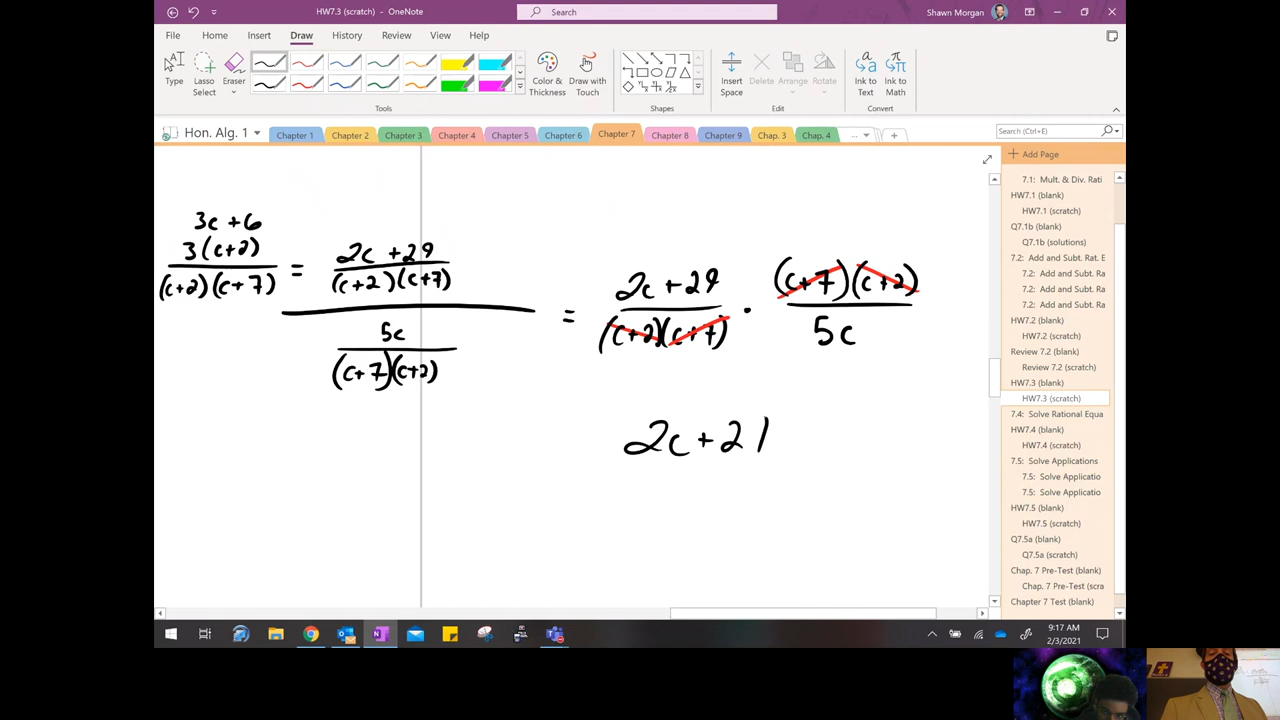 HW7.3 (scratch) - OneNote
Search
Shawn Morgan
File Home Insert Draw History Review View Help
Type
Lasso Select
Eraser
Color & Thickness
Draw with Touch
Insert Space
Delete
Arrange
Rotate
Ink to Text
Ink to Math
Tools
Shapes
Edit
Convert
Hon. Alg. 1
Chapter 1 Chapter 2 Chapter 3 Chapter 4 Chapter 5 Chapter 6 Chapter 7 Chapter 8 Chapter 9 Chap. 3 Chap. 4 ...
Search (Ctrl+E)
Add Page
7.1: Mult. & Div. Rati
HW7.1 (blank)
HW7.1 (scratch)
Q7.1b (blank)
Q7.1b (solutions)
7.2: Add and Subt. Rat. E
7.2: Add and Subt. Ra
7.2: Add and Subt. Ra
7.2: Add and Subt. Ra
HW7.2 (blank)
HW7.2 (scratch)
Review 7.2 (blank)
Review 7.2 (scratch)
HW7.3 (blank)
HW7.3 (scratch)
7.4: Solve Rational Equa
HW7.4 (blank)
HW7.4 (scratch)
7.5: Solve Applications
7.5: Solve Applicatio
7.5: Solve Applicatio
HW7.5 (blank)
HW7.5 (scratch)
Q7.5a (blank)
Q7.5a (scratch)
Chap. 7 Pre-Test (blank)
Chap. 7 Pre-Test (scra
Chapter 7 Test (blank)
3c + 6
3(c+2)
(c+2)(c+7)
=
2c + 29
(c+2)(c+7)
5c
(c+7)(c+2)
=
2c + 29
(c+2)(c+7)
·
(c+7)(c+2)
5c
2c + 21
9:17 AM
2/3/2021